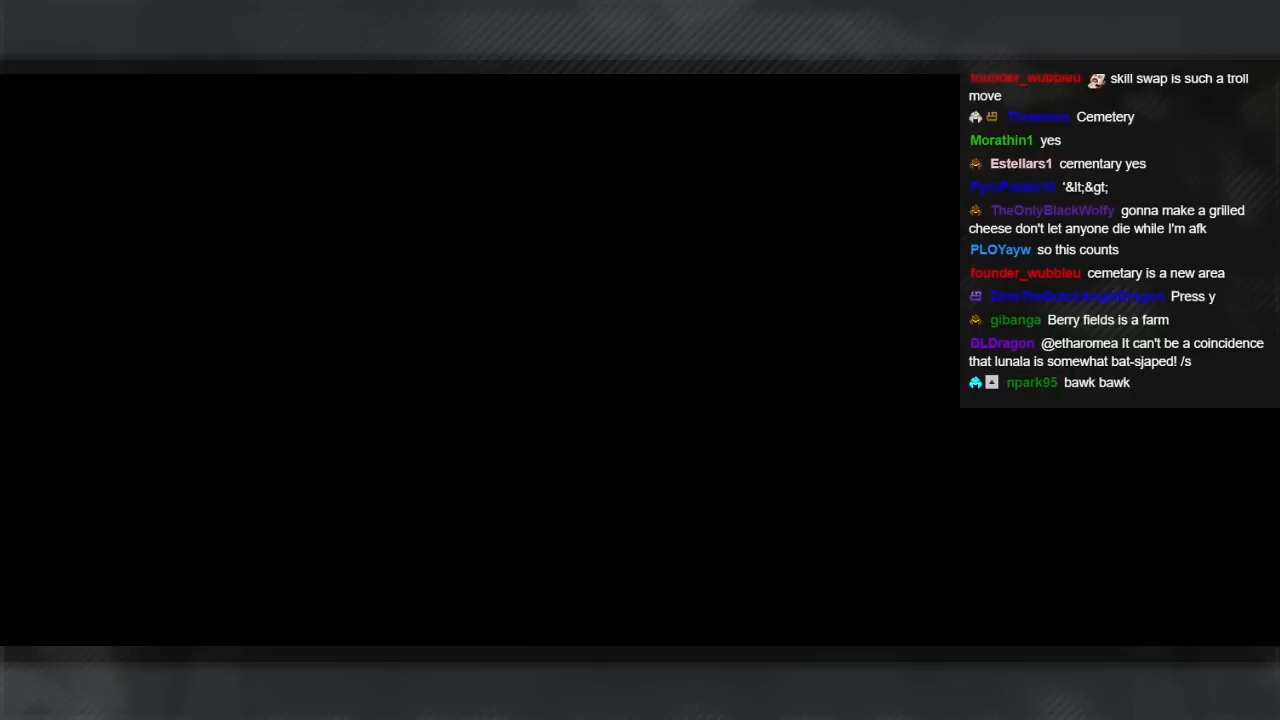 founder_wubbleu skill swap is such a troll
move
Cemetery
Morathin1 yes
Estellars1 cementary yes
'&lt;&gt;
TheOnlyBlackWolfy gonna make a grilled
cheese don't let anyone die while I'm afk
PLOYayw so this counts
founder_wubbleu cemetary is a new area
Press y
gibanga Berry fields is a farm
DLDragon @etharomea It can't be a coincidence
that lunala is somewhat bat-sjaped! /s
npark95 bawk bawk